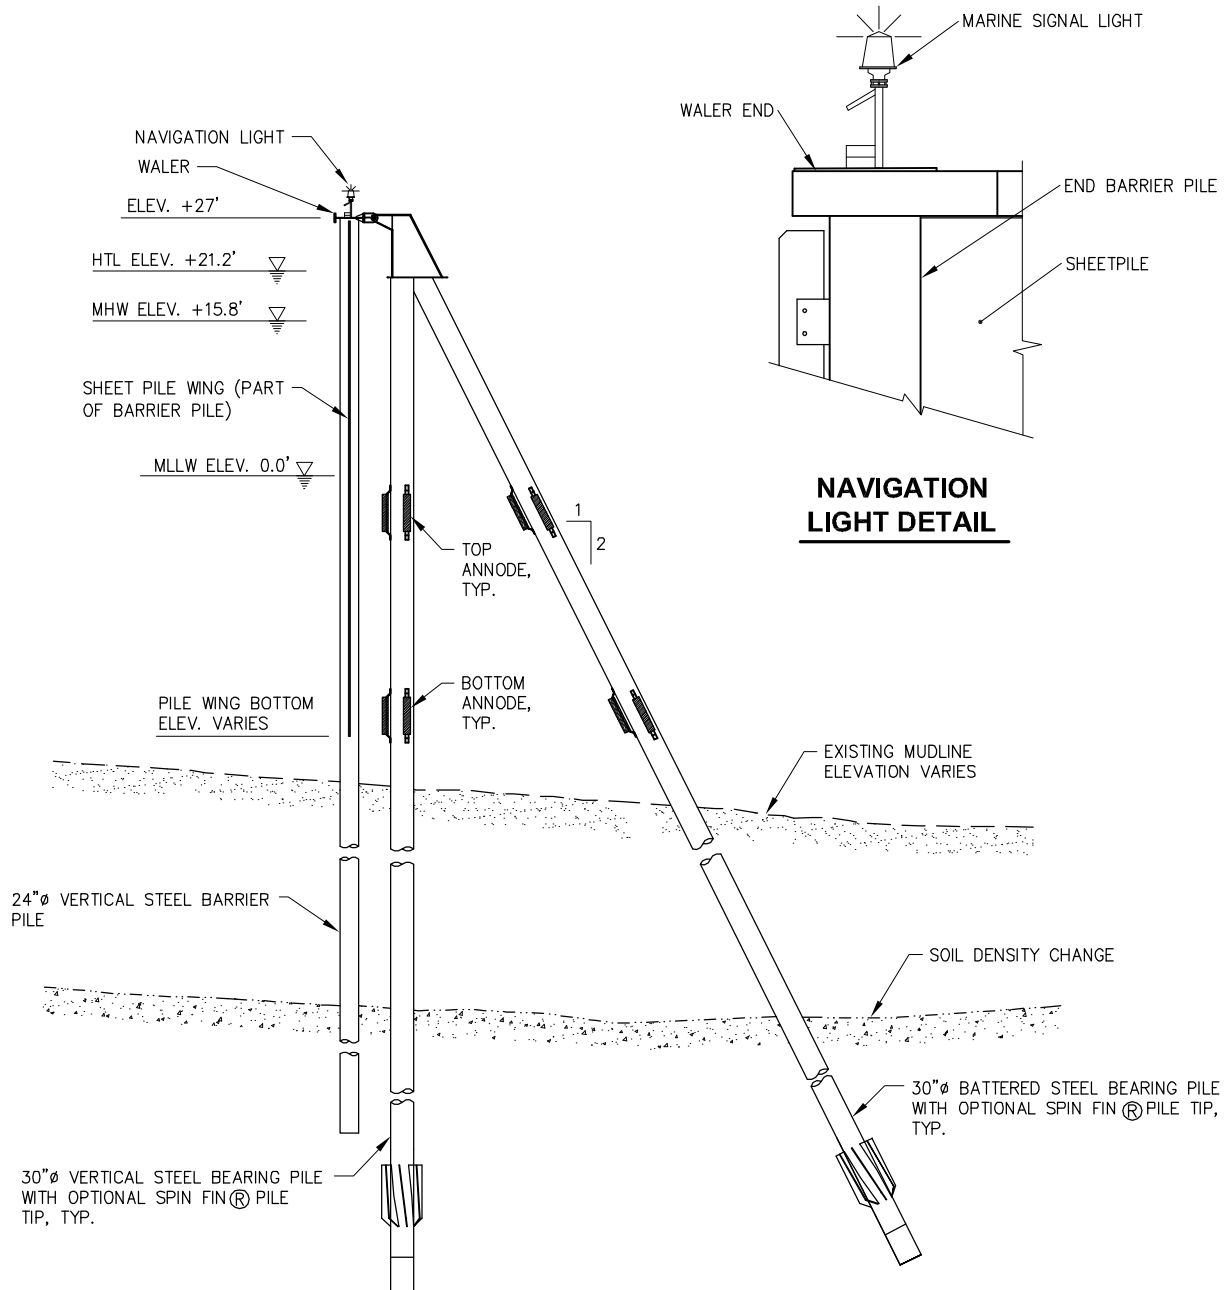 MARINE SIGNAL LIGHT
WALER END
END BARRIER PILE
SHEETPILE
NAVIGATION
LIGHT DETAIL
NAVIGATION LIGHT
WALER
ELEV. +27'
HTL ELEV. +21.2'
MHW ELEV. +15.8'
SHEET PILE WING (PART
OF BARRIER PILE)
MLLW ELEV. 0.0'
1
2
TOP
ANNODE,
TYP.
BOTTOM
ANNODE,
TYP.
PILE WING BOTTOM
ELEV. VARIES
EXISTING MUDLINE
ELEVATION VARIES
24"ø VERTICAL STEEL BARRIER
PILE
SOIL DENSITY CHANGE
30"ø BATTERED STEEL BEARING PILE
WITH OPTIONAL SPIN FIN ® PILE TIP,
TYP.
30"ø VERTICAL STEEL BEARING PILE
WITH OPTIONAL SPIN FIN ® PILE
TIP, TYP.